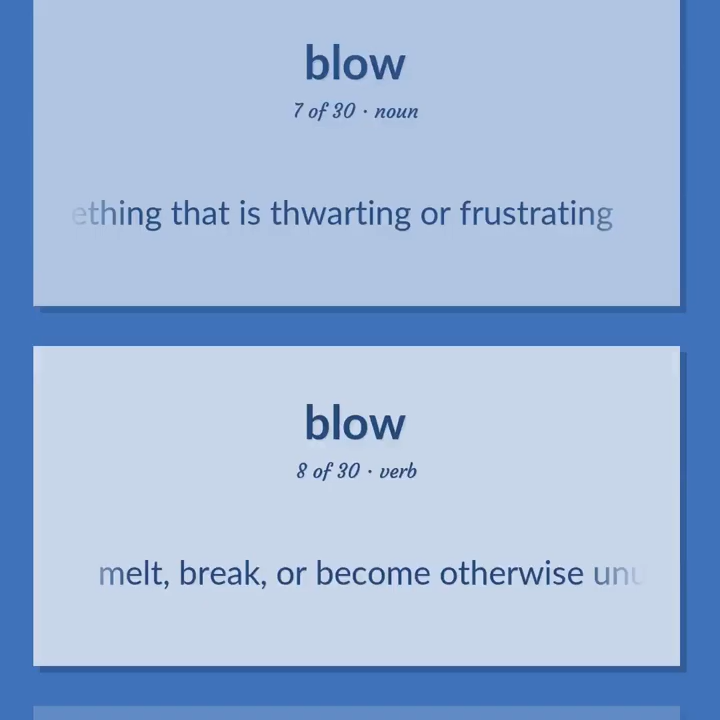 blow
7 of 30 · noun
ething that is thwarting or frustrating
blow
8 of 30 · verb
melt, break, or become otherwise unu